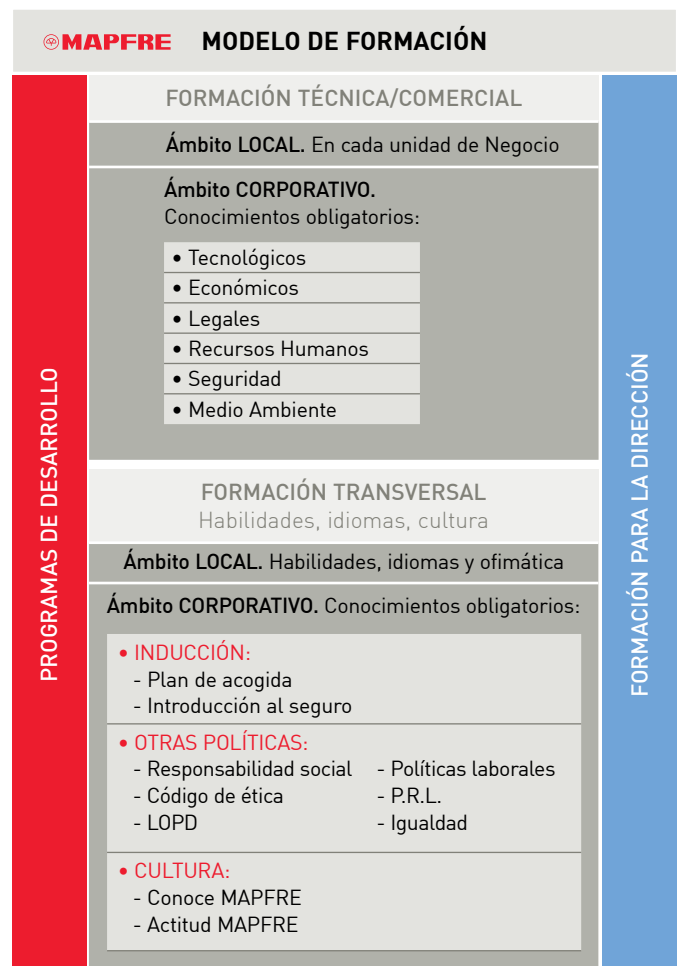 MAPFRE MODELO DE FORMACIÓN
PROGRAMAS DE DESARROLLO
FORMACIÓN TÉCNICA/COMERCIAL
Ámbito LOCAL. En cada unidad de Negocio
Ámbito CORPORATIVO.
Conocimientos obligatorios:
• Tecnológicos
• Económicos
• Legales
• Recursos Humanos
• Seguridad
• Medio Ambiente
FORMACIÓN TRANSVERSAL
Habilidades, idiomas, cultura
Ámbito LOCAL. Habilidades, idiomas y ofimática
Ámbito CORPORATIVO. Conocimientos obligatorios:
• INDUCCIÓN:
- Plan de acogida
- Introducción al seguro
• OTRAS POLÍTICAS:
- Responsabilidad social - Políticas laborales
- Código de ética - P.R.L.
- LOPD - Igualdad
• CULTURA:
- Conoce MAPFRE
- Actitud MAPFRE
FORMACIÓN PARA LA DIRECCIÓN